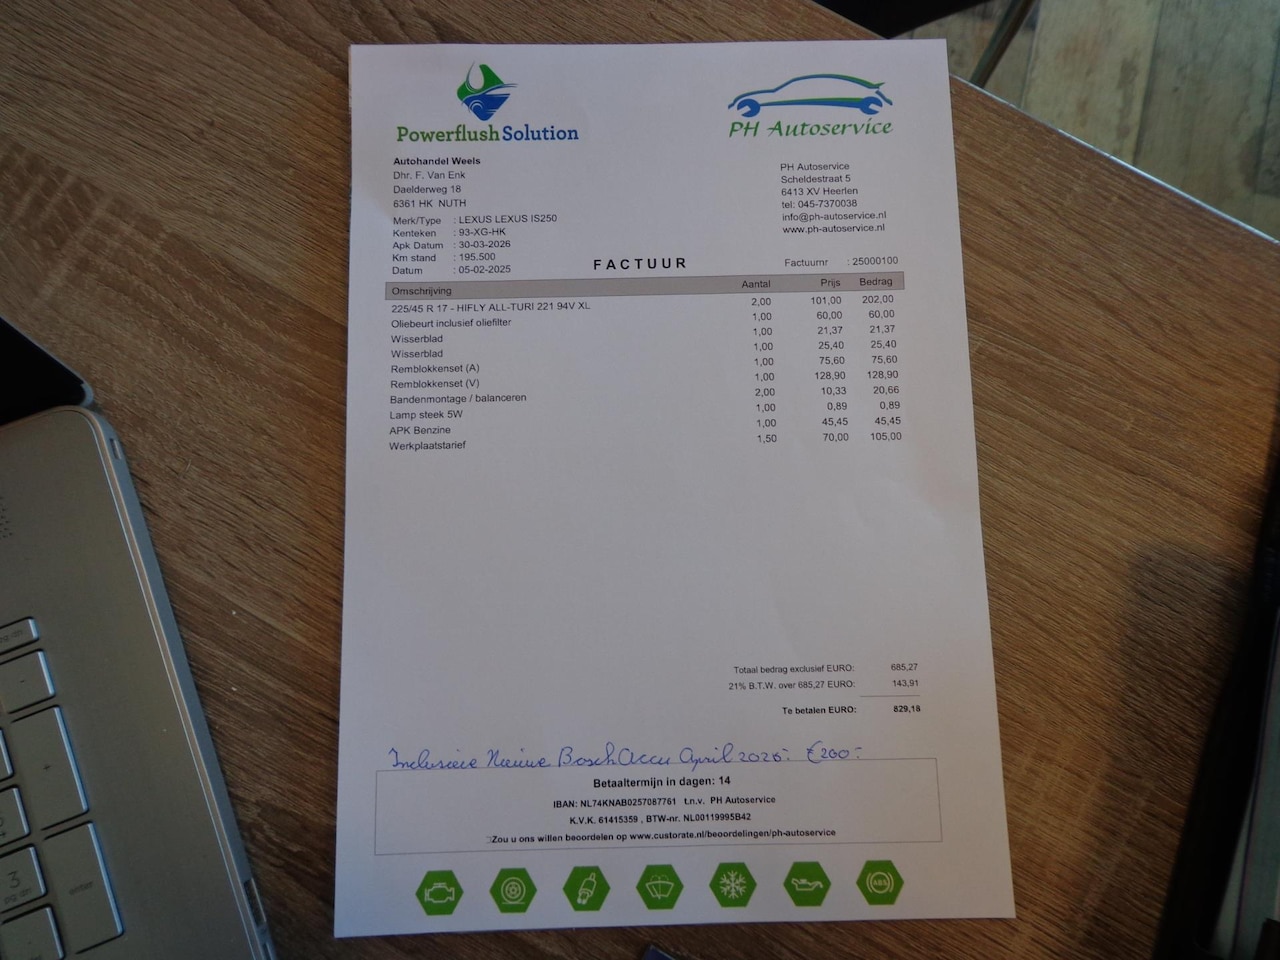 Powerflush Solution
PH Autoservice
Autohandel Weels
Dhr. F. Van Enk
Daelderweg 18
6361 HK NUTH
PH Autoservice
Scheldestraat 5
6413 XV Heerlen
tel: 045-7370038
info@ph-autoservice.nl
www.ph-autoservice.nl
Merk/Type : LEXUS LEXUS IS250
Kenteken : 93-XG-HK
Apk Datum : 30-03-2026
Km stand : 195.500
Datum : 05-02-2025
FACTUUR
Factuurnr : 25000100
Omschrijving Aantal Prijs Bedrag
225/45 R 17 - HIFLY ALL-TURI 221 94V XL 2,00 101,00 202,00
Oliebeurt inclusief oliefilter 1,00 60,00 60,00
Wisserblad 1,00 21,37 21,37
Wisserblad 1,00 25,40 25,40
Remblokkenset (A) 1,00 75,60 75,60
Remblokkenset (V) 1,00 128,90 128,90
Bandenmontage / balanceren 2,00 10,33 20,66
Lamp steek 5W 1,00 0,89 0,89
APK Benzine 1,00 45,45 45,45
Werkplaatstarief 1,50 70,00 105,00
Totaal bedrag exclusief EURO: 685,27
21% B.T.W. over 685,27 EURO: 143,91
Te betalen EURO: 829,18
Nieuwe Bosch Accu April €200:
Betaaltermijn in dagen: 14
IBAN: NL74KNAB0257087761 t.n.v. PH Autoservice
K.V.K. 61415359 , BTW-nr. NL00119995B42
Zou u ons willen beoordelen op www.custorate.nl/beoordelingen/ph-autoservice
ABS
enter
3
pg dn